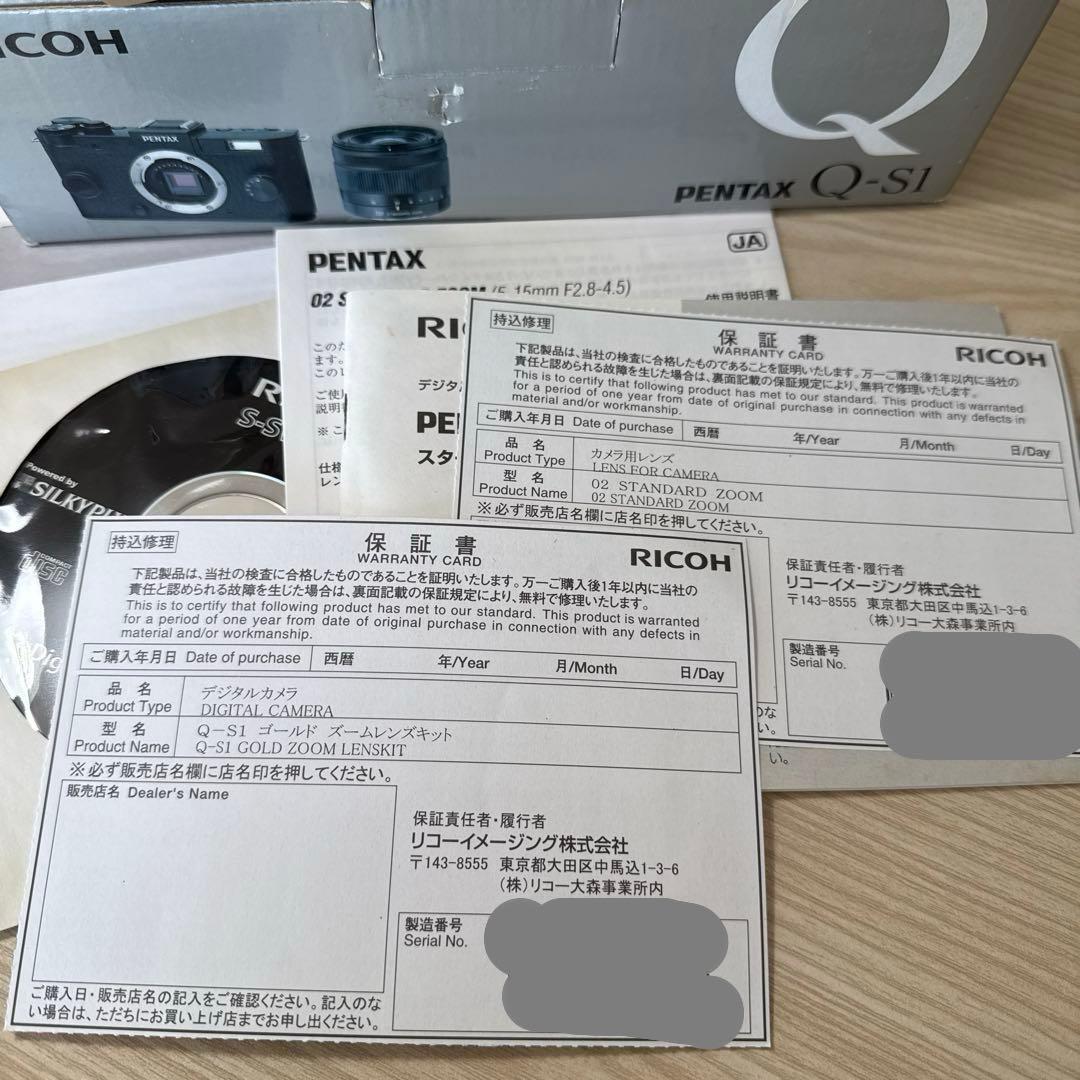 RICOH
PENTAX
Q
PENTAX Q-S1
PENTAX
JA
02 S
(5-15mm F2.8-4.5)
使用説明書
このた
ます。
このレ
ご使用
説明書
※ こ
仕様
レン
RI
デジタル
PE
スター
S-S
Powered by
SILKYPI
COMPACT
DISC
Dig
持込修理
保証書
WARRANTY CARD
RICOH
下記製品は、当社の検査に合格したものであることを証明いたします。万一ご購入後1年以内に当社の
責任と認められる故障を生じた場合は、裏面記載の保証規定により、無料で修理いたします。
This is to certify that following product has met to our standard. This product is warranted
for a period of one year from date of original purchase in connection with any defects in
material and/or workmanship.
ご購入年月日 Date of purchase 西暦 年/Year 月/Month 日/Day
品名
Product Type
カメラ用レンズ
LENS FOR CAMERA
型名
Product Name
02 STANDARD ZOOM
02 STANDARD ZOOM
※必ず販売店名欄に店名印を押してください。
保証責任者・履行者
リコーイメージング株式会社
〒143-8555 東京都大田区中馬込1-3-6
(株)リコー大森事業所内
製造番号
Serial No.
のな
い。
い。
持込修理
保証書
WARRANTY CARD
RICOH
下記製品は、当社の検査に合格したものであることを証明いたします。万一ご購入後1年以内に当社の
責任と認められる故障を生じた場合は、裏面記載の保証規定により、無料で修理いたします。
This is to certify that following product has met to our standard. This product is warranted
for a period of one year from date of original purchase in connection with any defects in
material and/or workmanship.
ご購入年月日 Date of purchase 西暦 年/Year 月/Month 日/Day
品名
Product Type
デジタルカメラ
DIGITAL CAMERA
型名
Product Name
Q-S1 ゴールド ズームレンズキット
Q-S1 GOLD ZOOM LENSKIT
※必ず販売店名欄に店名印を押してください。
販売店名 Dealer's Name
保証責任者・履行者
リコーイメージング株式会社
〒143-8555 東京都大田区中馬込1-3-6
(株)リコー大森事業所内
製造番号
Serial No.
ご購入日・販売店名の記入をご確認ください。記入のな
い場合は、ただちにお買い上げ店までお申し出ください。